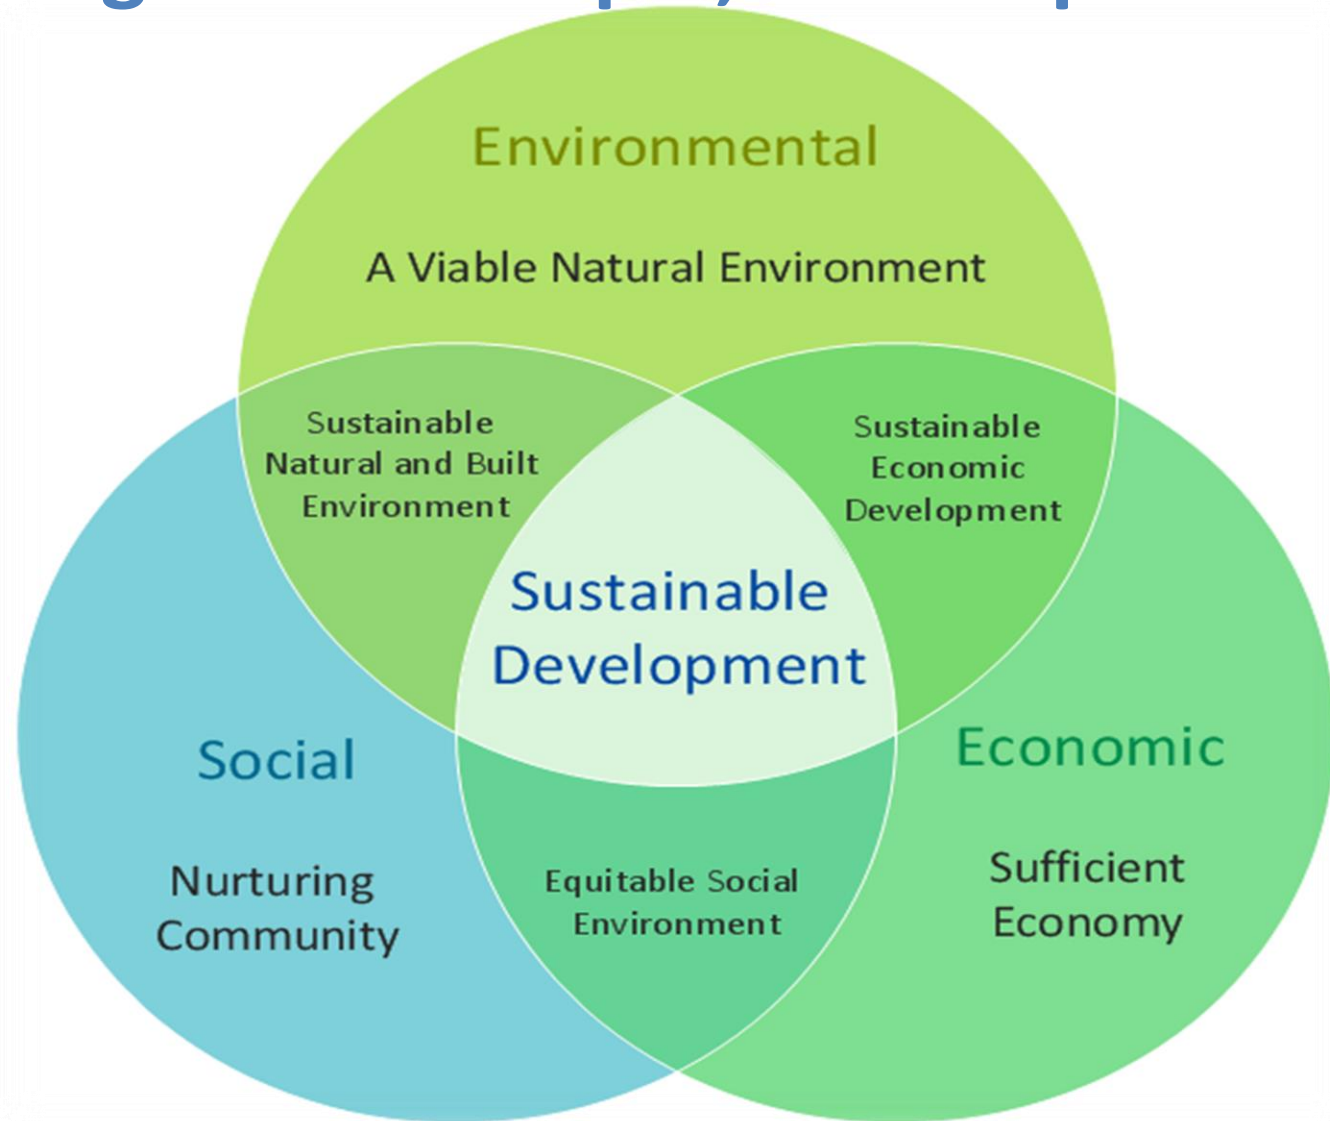 Environmental
A Viable Natural Environment
Sustainable
Natural and Built
Environment
Sustainable
Economic
Development
Sustainable
Development
Social
Nurturing
Community
Economic
Sufficient
Economy
Equitable Social
Environment